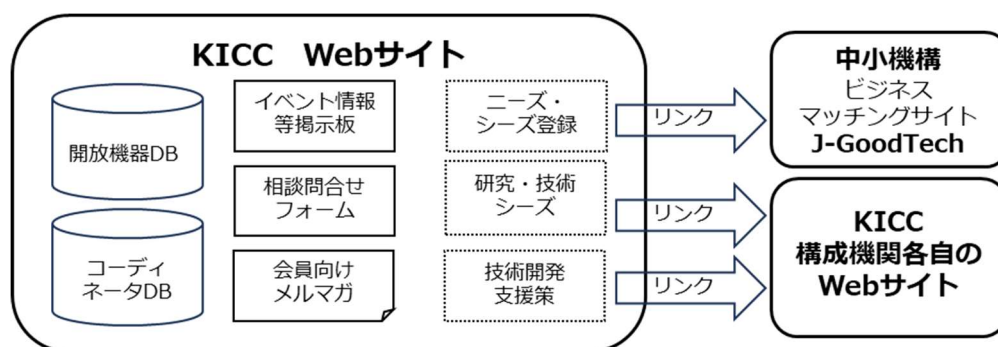 KICC Webサイト
開放機器DB
コーディ
ネータDB
イベント情報
等掲示板
相談問合せ
フォーム
会員向け
メルマガ
ニーズ・
シーズ登録
研究・技術
シーズ
技術開発
支援策
リンク
リンク
リンク
中小機構
ビジネス
マッチングサイト
J-GoodTech
KICC
構成機関各自の
Webサイト